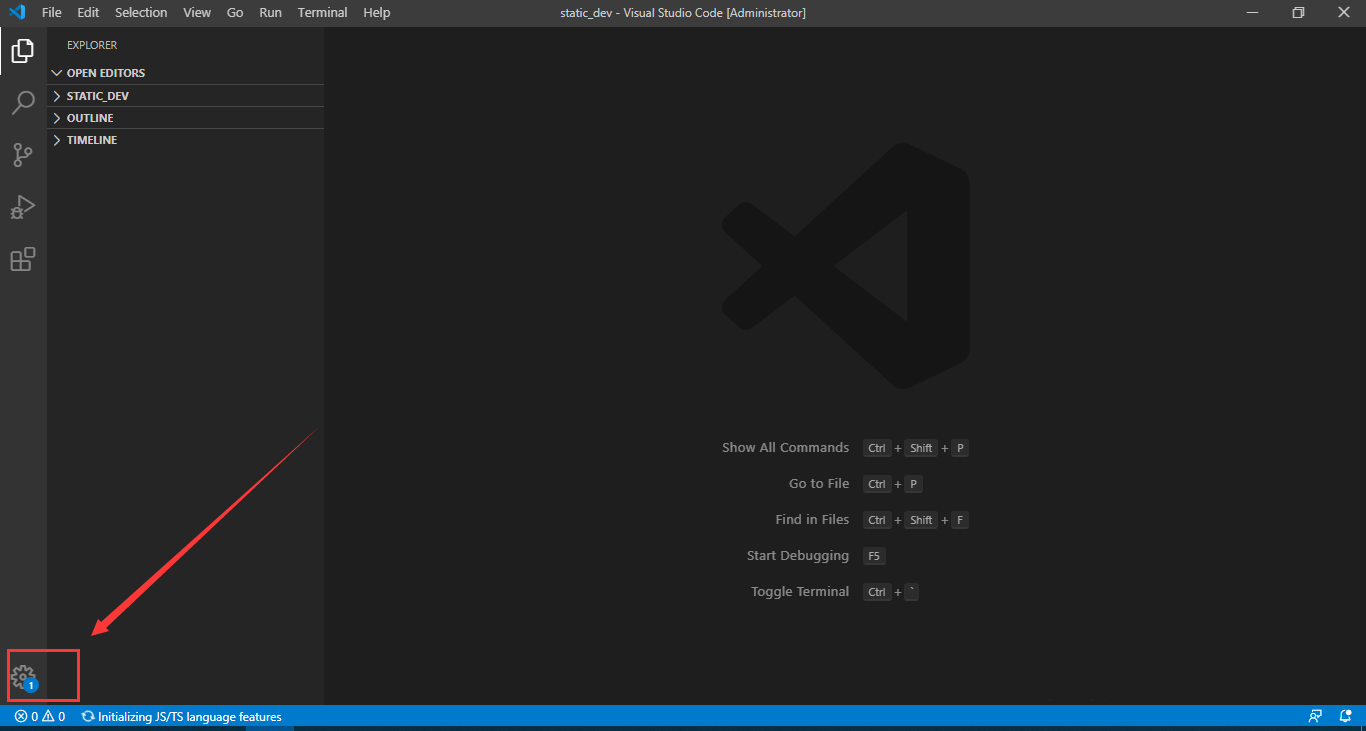 File Edit Selection View Go Run Terminal Help static_dev - Visual Studio Code [Administrator]
EXPLORER
OPEN EDITORS
STATIC_DEV
OUTLINE
TIMELINE
Show All Commands Ctrl + Shift + P
Go to File Ctrl + P
Find in Files Ctrl + Shift + F
Start Debugging F5
Toggle Terminal Ctrl + `
1
0 0 Initializing JS/TS language features